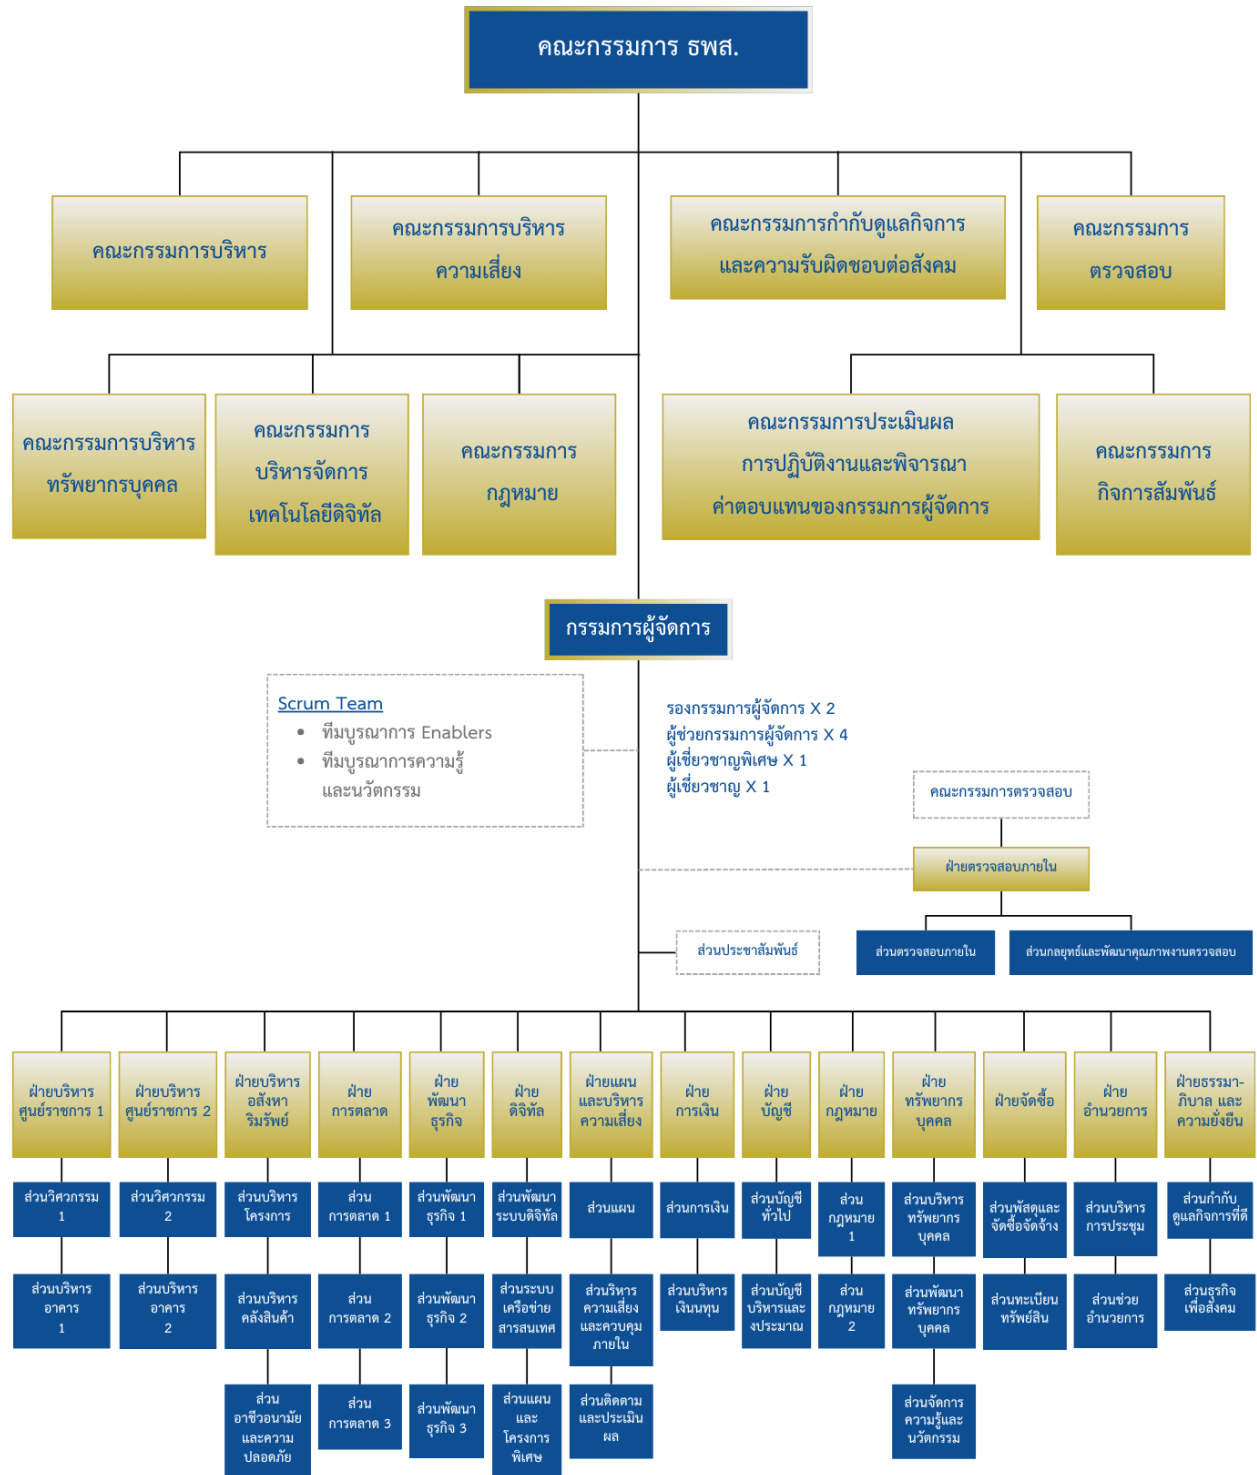 คณะกรรมการ ธพส.
คณะกรรมการบริหาร
คณะกรรมการบริหาร
ความเสี่ยง
คณะกรรมการกำกับดูแลกิจการ
และความรับผิดชอบต่อสังคม
คณะกรรมการ
ตรวจสอบ
คณะกรรมการบริหาร
ทรัพยากรบุคคล
คณะกรรมการ
บริหารจัดการ
เทคโนโลยีดิจิทัล
คณะกรรมการ
กฎหมาย
คณะกรรมการประเมินผล
การปฏิบัติงานและพิจารณา
ค่าตอบแทนของกรรมการผู้จัดการ
คณะกรรมการ
กิจการสัมพันธ์
กรรมการผู้จัดการ
Scrum Team
• ทีมบูรณาการ Enablers
• ทีมบูรณาการความรู้
และนวัตกรรม
รองกรรมการผู้จัดการ X 2
ผู้ช่วยกรรมการผู้จัดการ X 4
ผู้เชี่ยวชาญพิเศษ X 1
ผู้เชี่ยวชาญ X 1
คณะกรรมการตรวจสอบ
ฝ่ายตรวจสอบภายใน
ส่วนประชาสัมพันธ์
ส่วนตรวจสอบภายใน
ส่วนกลยุทธ์และพัฒนาคุณภาพงานตรวจสอบ
ฝ่ายบริหาร
ศูนย์ราชการ 1
ฝ่ายบริหาร
ศูนย์ราชการ 2
ฝ่ายบริหาร
อสังหา
ริมทรัพย์
ฝ่าย
การตลาด
ฝ่าย
พัฒนา
ธุรกิจ
ฝ่าย
ดิจิทัล
ฝ่ายแผน
และบริหาร
ความเสี่ยง
ฝ่าย
การเงิน
ฝ่าย
บัญชี
ฝ่าย
กฎหมาย
ฝ่าย
ทรัพยากร
บุคคล
ฝ่ายจัดซื้อ
ฝ่าย
อำนวยการ
ฝ่ายธรรมา-
ภิบาล และ
ความยั่งยืน
ส่วนวิศวกรรม
1
ส่วนวิศวกรรม
2
ส่วนบริหาร
โครงการ
ส่วน
การตลาด 1
ส่วนพัฒนา
ธุรกิจ 1
ส่วนพัฒนา
ระบบดิจิทัล
ส่วนแผน
ส่วนการเงิน
ส่วนบัญชี
ทั่วไป
ส่วน
กฎหมาย
1
ส่วนบริหาร
ทรัพยากร
บุคคล
ส่วนพัสดุและ
จัดซื้อจัดจ้าง
ส่วนบริหาร
การประชุม
ส่วนกำกับ
ดูแลกิจการที่ดี
ส่วนบริหาร
อาคาร
1
ส่วนบริหาร
อาคาร
2
ส่วนบริหาร
คลังสินค้า
ส่วน
การตลาด 2
ส่วนพัฒนา
ธุรกิจ 2
ส่วนระบบ
เครือข่าย
สารสนเทศ
ส่วนริหาร
ความเสี่ยง
และควบคุม
ภายใน
ส่วนบริหาร
เงินนทุน
ส่วนบัญชี
บริหารและ
งประมาณ
ส่วน
กฎหมาย
2
ส่วนพัฒนา
ทรัพยากร
บุคคล
ส่วนทะเบียน
ทรัพย์สิน
ส่วนช่วย
อำนวยการ
ส่วนธุรกิจ
เพื่อสังคม
ส่วน
อาชีวอนามัย
และความ
ปลอดภัย
ส่วน
การตลาด 3
ส่วนพัฒนา
ธุรกิจ 3
ส่วนแผน
และ
โครงการ
พิเศษ
ส่วนติดตาม
และประเมิน
ผล
ส่วนจัดการ
ความรู้และ
นวัตกรรม